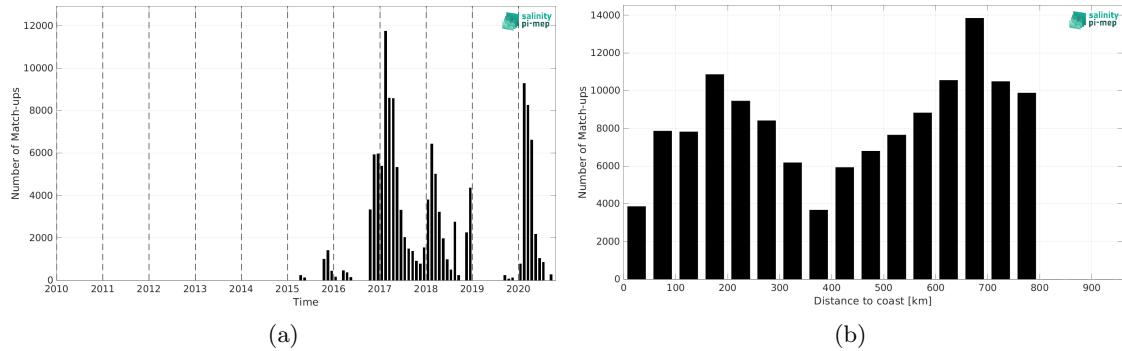 salinity
pi-mep
12000
10000
8000
6000
4000
2000
0
Number of Match-ups
2010 2011 2012 2013 2014 2015 2016 2017 2018 2019 2020
Time
(a)
salinity
pi-mep
14000
12000
10000
8000
6000
4000
2000
0
Number of Match-ups
0 100 200 300 400 500 600 700 800 900
Distance to coast [km]
(b)